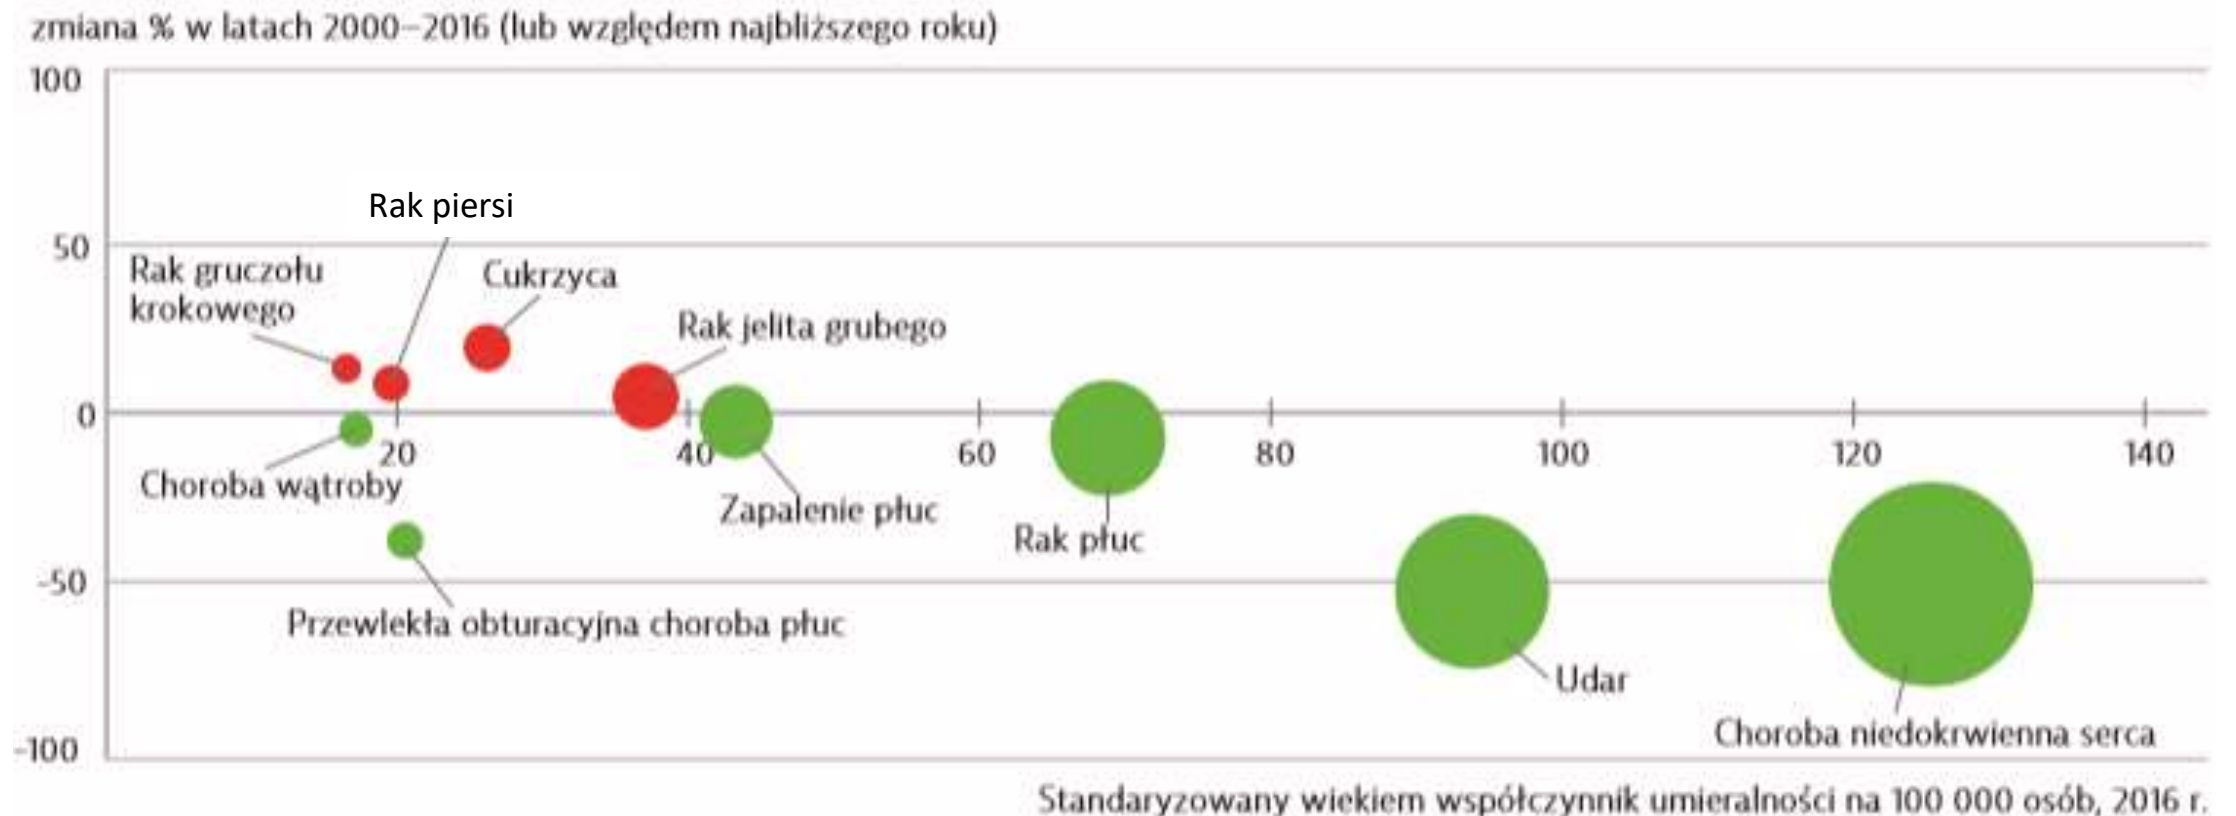 zmiana % w latach 2000–2016 (lub względem najbliższego roku)
100
Rak piersi
50
Rak gruczołu
krokowego
Cukrzyca
Rak jelita grubego
0
20
40
60
80
100
120
140
Choroba wątroby
Zapalenie płuc
Rak płuc
-50
Przewlekła obturacyjna choroba płuc
Udar
Choroba niedokrwienna serca
-100
Standaryzowany wiekiem współczynnik umieralności na 100 000 osób, 2016 r.